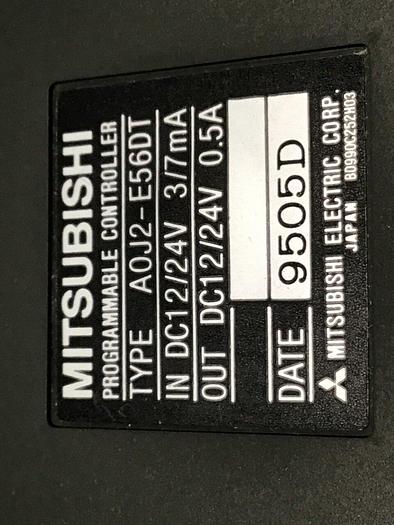 MITSUBISHI
PROGRAMMABLE CONTROLLER
TYPE A0J2-E56DT
IN DC12/24V 3/7mA
OUT DC12/24V 0.5A
DATE 9505D
MITSUBISHI ELECTRIC CORP.
JAPAN BD990C252H03